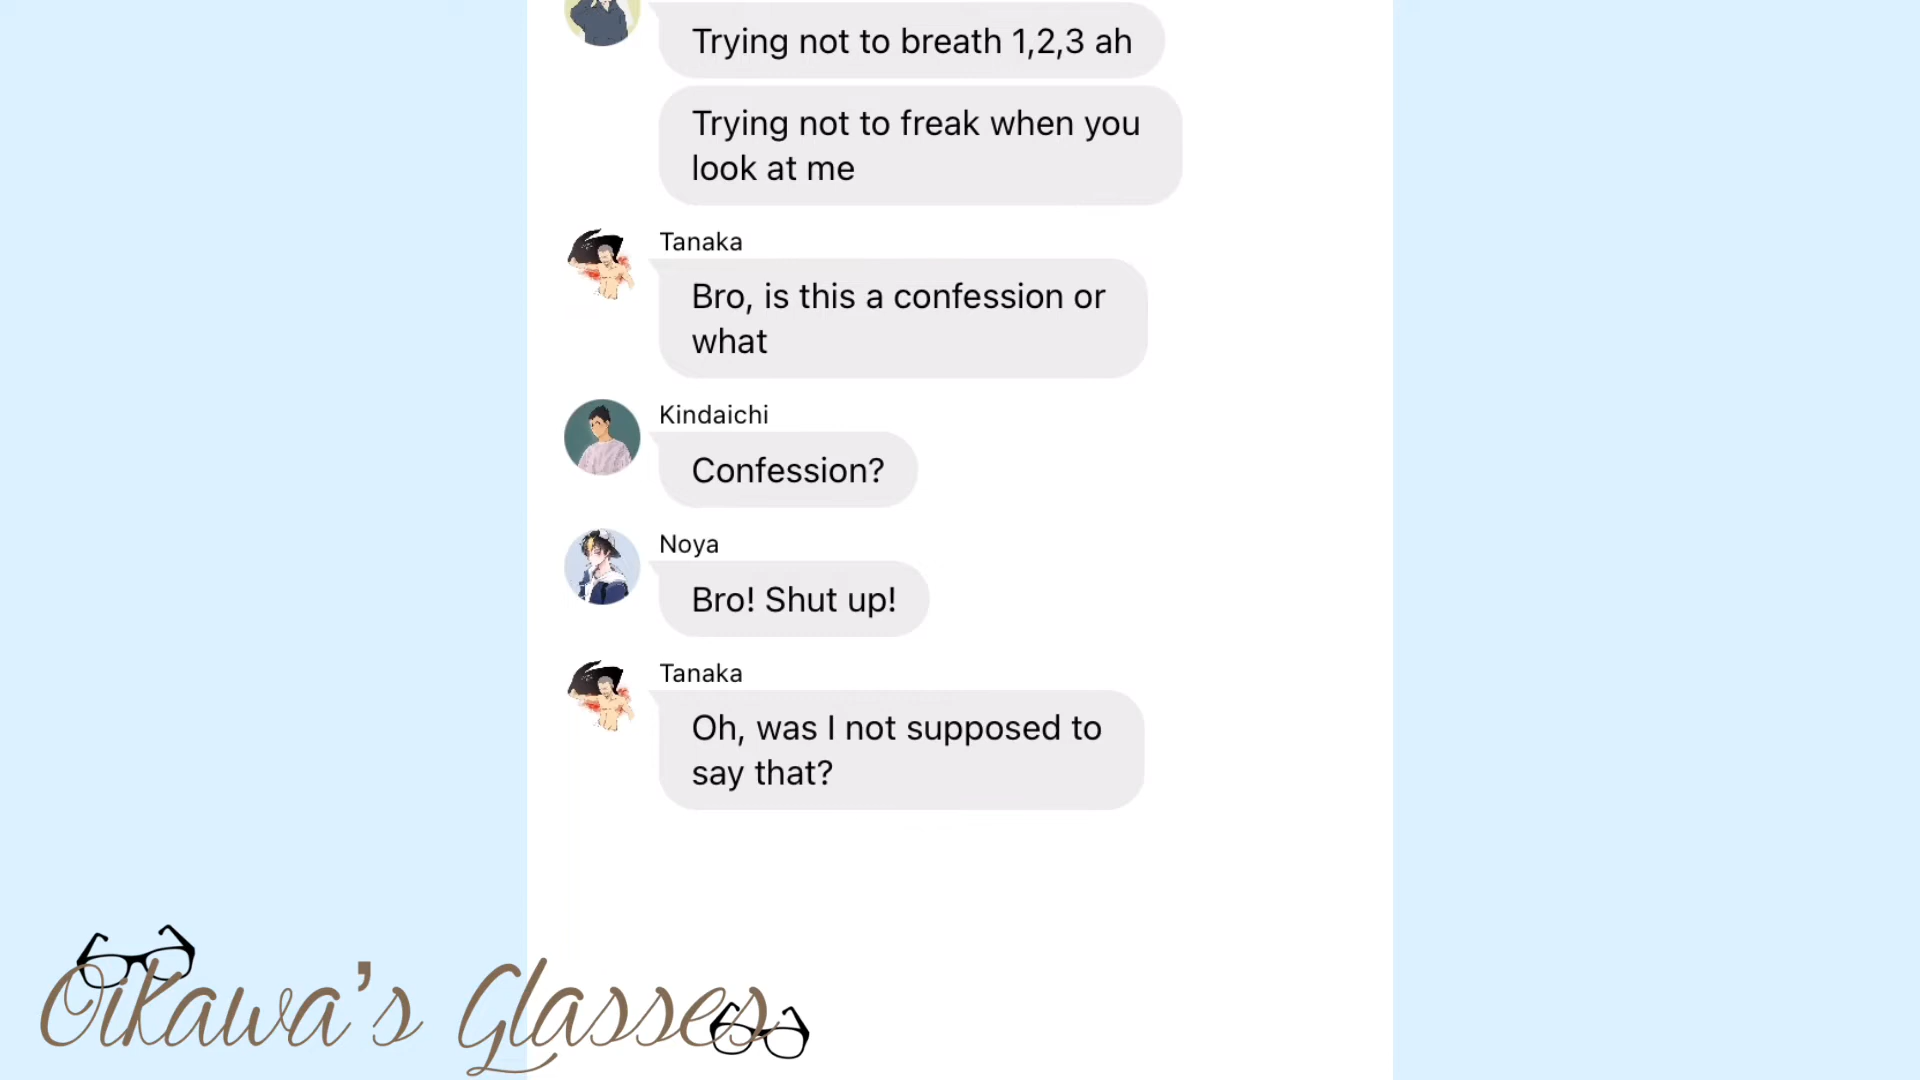 Trying not to breath 1,2,3 ah
Trying not to freak when you
look at me
Tanaka
Bro, is this a confession or
what
Kindaichi
Confession?
Noya
Bro! Shut up!
Tanaka
Oh, was I not supposed to
say that?
Oikawa's Glasses